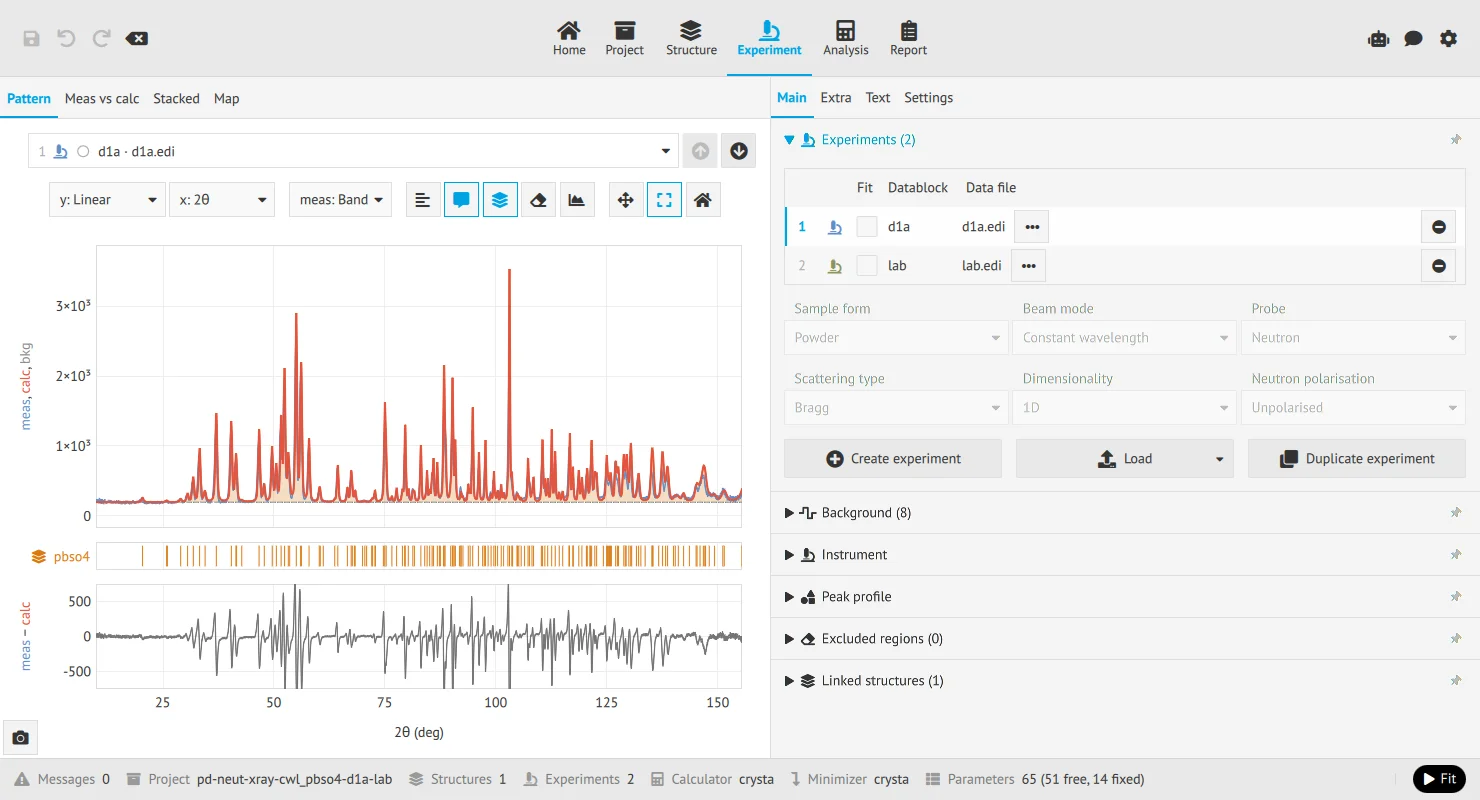 Home Project Structure Experiment Analysis Report
Pattern Meas vs calc Stacked Map
1 d1a · d1a.edi
y: Linear x: 2θ meas: Band
meas, calc, bkg
3×10³
2×10³
1×10³
0
pbso4
meas − calc
500
0
-500
25 50 75 100 125 150
2θ (deg)
Main Extra Text Settings
Experiments (2)
Fit Datablock Data file
1 d1a d1a.edi
2 lab lab.edi
Sample form Beam mode Probe
Powder Constant wavelength Neutron
Scattering type Dimensionality Neutron polarisation
Bragg 1D Unpolarised
Create experiment Load Duplicate experiment
Background (8)
Instrument
Peak profile
Excluded regions (0)
Linked structures (1)
Messages 0 Project pd-neut-xray-cwl_pbso4-d1a-lab Structures 1 Experiments 2 Calculator crysta Minimizer crysta Parameters 65 (51 free, 14 fixed) Fit